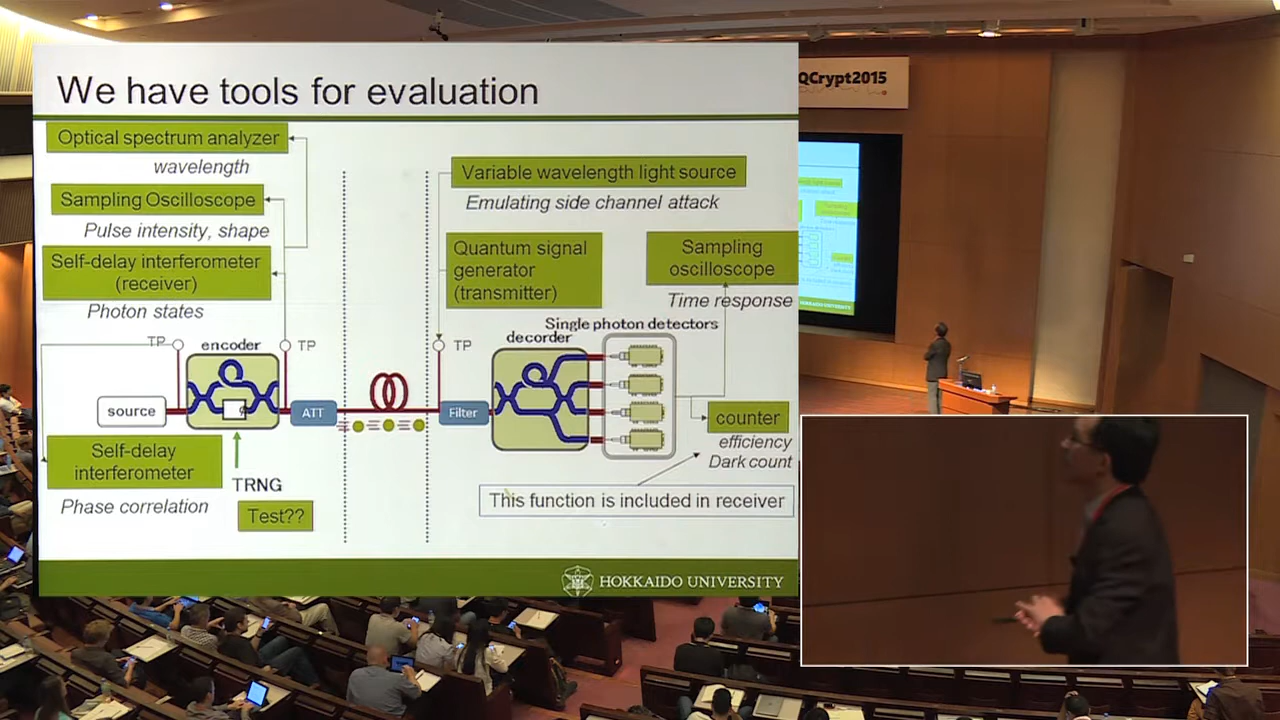 We have tools for evaluation
QCrypt2015
Optical spectrum analyzer
wavelength
Sampling Oscilloscope
Pulse intensity, shape
Self-delay interferometer
(receiver)
Photon states
Variable wavelength light source
Emulating side channel attack
Quantum signal
generator
(transmitter)
Sampling
oscilloscope
Time response
Single photon detectors
decorder
TP
encoder
TP
TP
source
ATT
Filter
counter
efficiency
Dark count
Self-delay
interferometer
Phase correlation
TRNG
Test??
This function is included in receiver
HOKKAIDO UNIVERSITY
HOKKAIDO UNIVERSITY